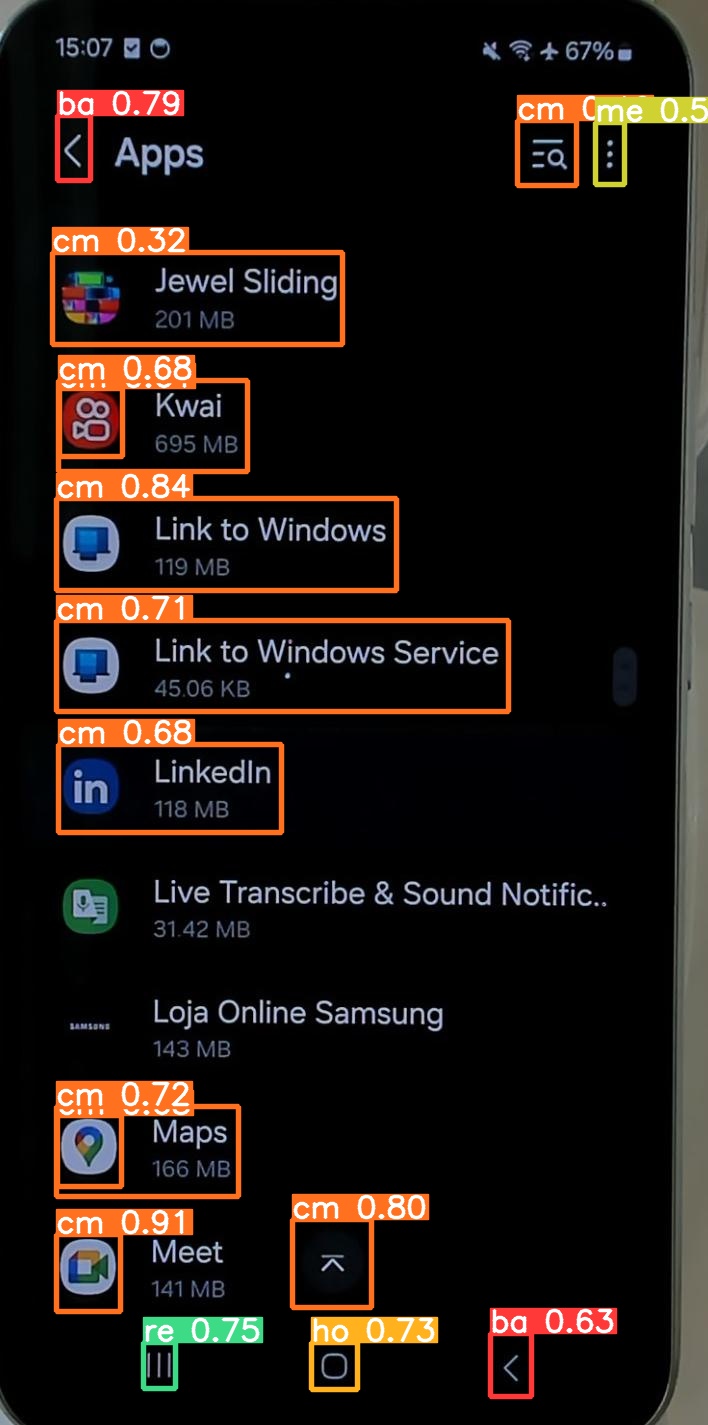 15:07 67%
ba 0.79
cm 0. me 0.5
Apps
cm 0.32
Jewel Sliding
201 MB
cm 0.68
Kwai
695 MB
cm 0.84
Link to Windows
119 MB
cm 0.71
Link to Windows Service
45.06 KB
cm 0.68
LinkedIn
in
118 MB
Live Transcribe & Sound Notific..
31.42 MB
Loja Online Samsung
SAMSUNG
143 MB
cm 0.72
Maps
166 MB
cm 0.80
cm 0.91
Meet
141 MB
re 0.75 ho 0.73 ba 0.63